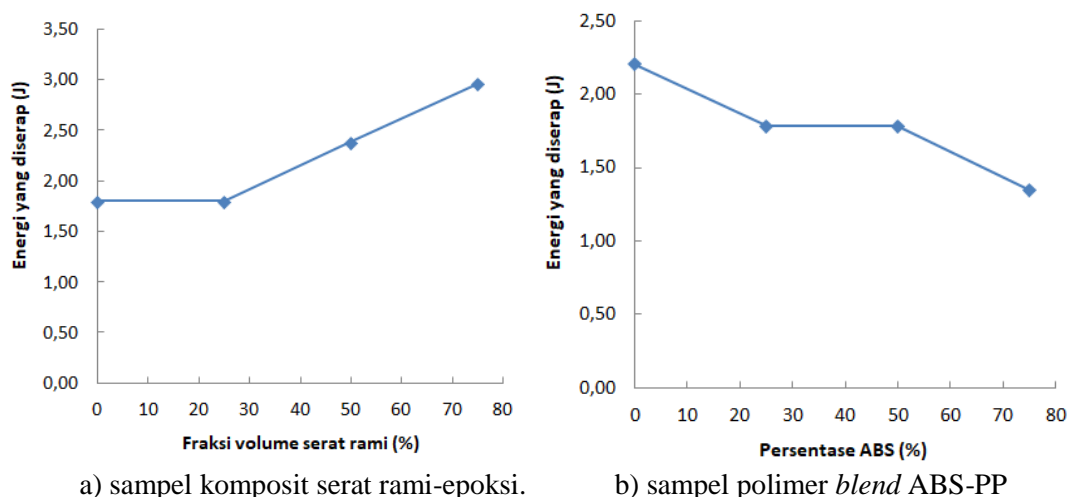 3,50
3,00
2,50
2,00
1,50
1,00
0,50
0,00
Energi yang diserap (J)
0 10 20 30 40 50 60 70 80
Fraksi volume serat rami (%)
a) sampel komposit serat rami-epoksi.
2,50
2,00
1,50
1,00
0,50
0,00
Energi yang diserap (J)
0 10 20 30 40 50 60 70 80
Persentase ABS (%)
b) sampel polimer blend ABS-PP